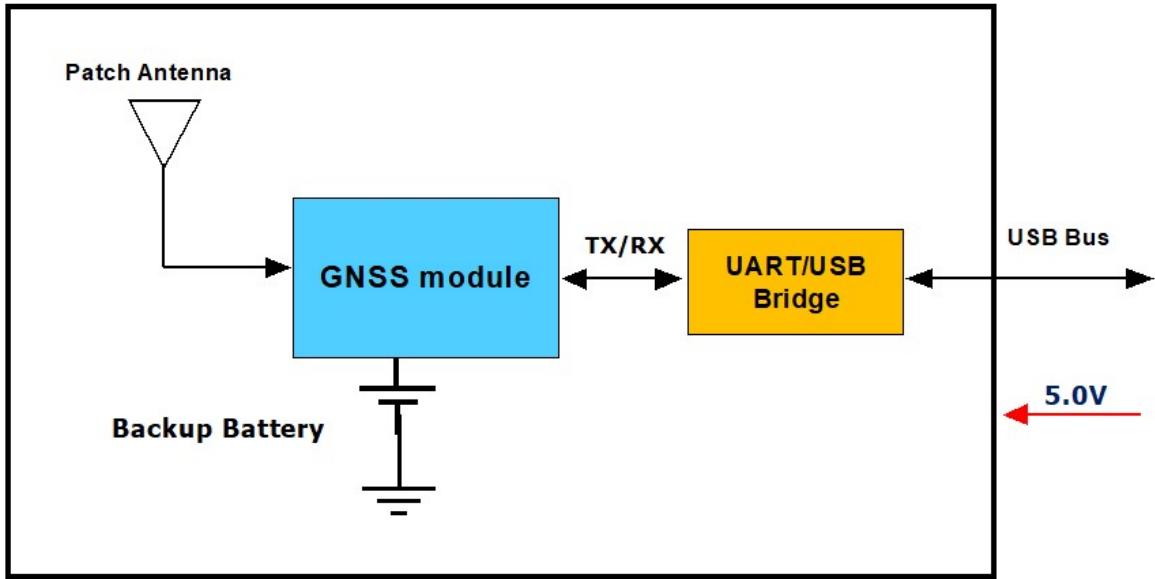 Patch Antenna
GNSS module
TX/RX
UART/USB
Bridge
USB Bus
5.0V
Backup Battery